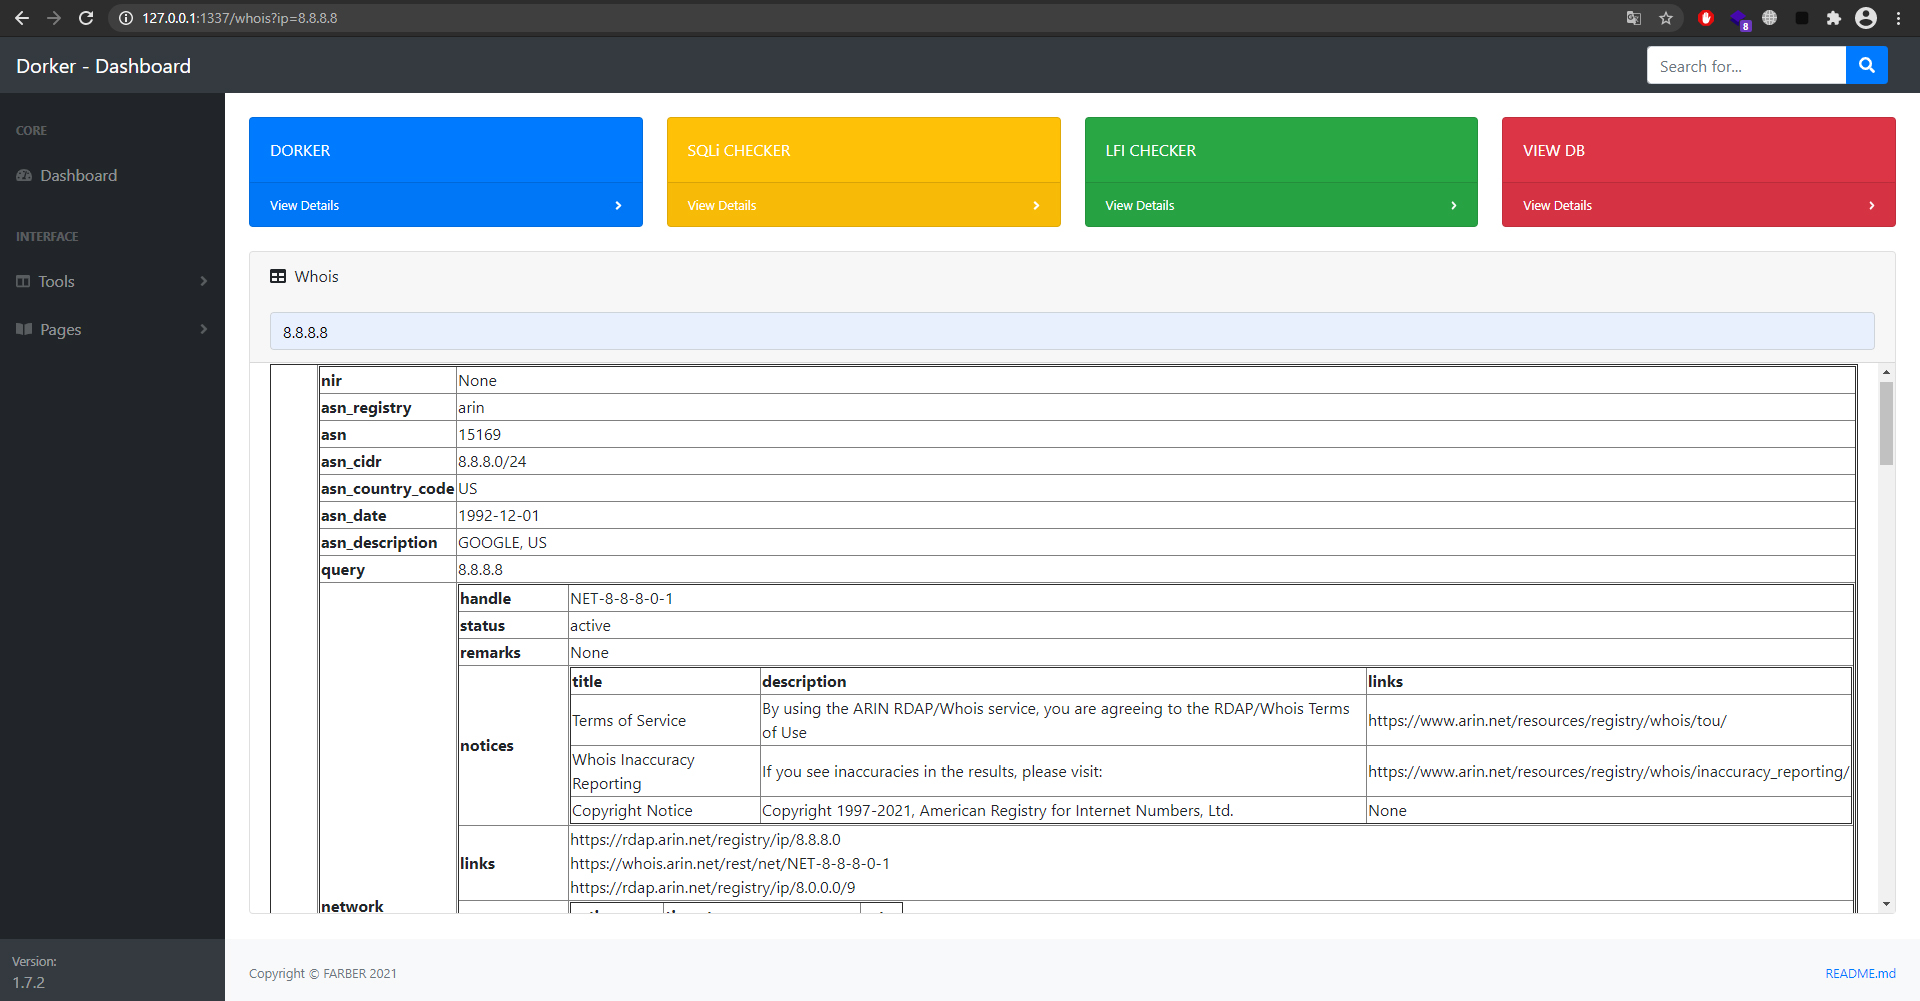 127.0.0.1:1337/whois?ip=8.8.8.8
8
Dorker - Dashboard
Search for...
CORE
Dashboard
INTERFACE
Tools
Pages
Version:
1.7.2
DORKER
View Details
SQLi CHECKER
View Details
LFI CHECKER
View Details
VIEW DB
View Details
Whois
8.8.8.8
nir None
asn_registry arin
asn 15169
asn_cidr 8.8.8.0/24
asn_country_code US
asn_date 1992-12-01
asn_description GOOGLE, US
query 8.8.8.8
network
handle NET-8-8-8-0-1
status active
remarks None
notices
title description links
Terms of Service
By using the ARIN RDAP/Whois service, you are agreeing to the RDAP/Whois Terms
of Use
https://www.arin.net/resources/registry/whois/tou/
Whois Inaccuracy
Reporting
If you see inaccuracies in the results, please visit:
https://www.arin.net/resources/registry/whois/inaccuracy_reporting/
Copyright Notice Copyright 1997-2021, American Registry for Internet Numbers, Ltd. None
links
https://rdap.arin.net/registry/ip/8.8.8.0
https://whois.arin.net/rest/net/NET-8-8-8-0-1
https://rdap.arin.net/registry/ip/8.0.0.0/9
Copyright © FARBER 2021
README.md